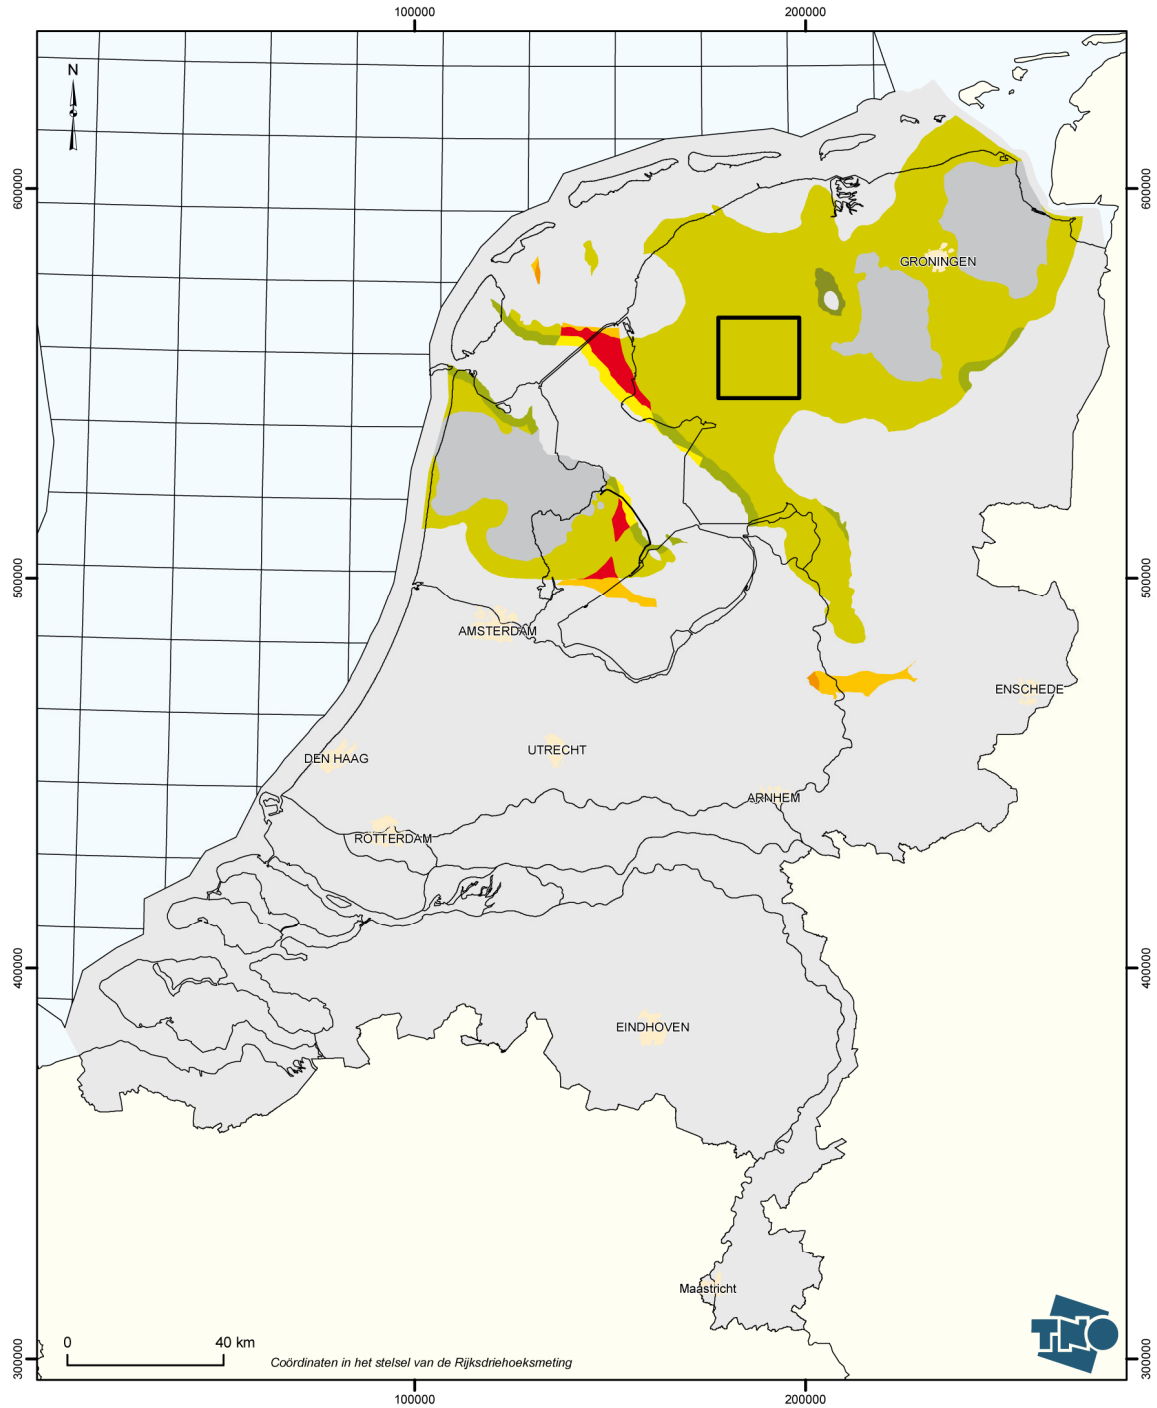 100000
200000
N
600000
600000
GRONINGEN
500000
500000
AMSTERDAM
ENSCHEDE
UTRECHT
DEN HAAG
ARNHEM
ROTTERDAM
400000
400000
EINDHOVEN
Maastricht
TNO
0 40 km
Coördinaten in het stelsel van de Rijksdriehoeksmeting
300000
300000
100000
200000